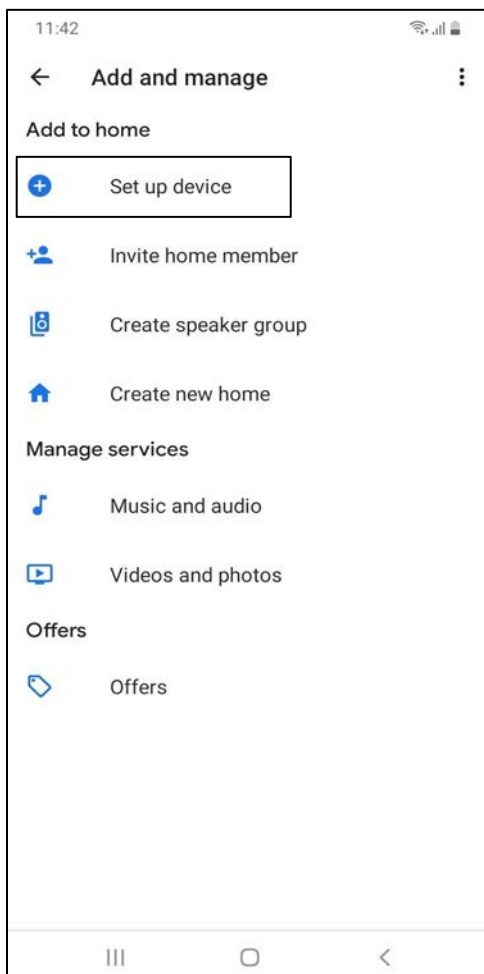 11:42
Add and manage
Add to home
Set up device
Invite home member
Create speaker group
Create new home
Manage services
Music and audio
Videos and photos
Offers
Offers